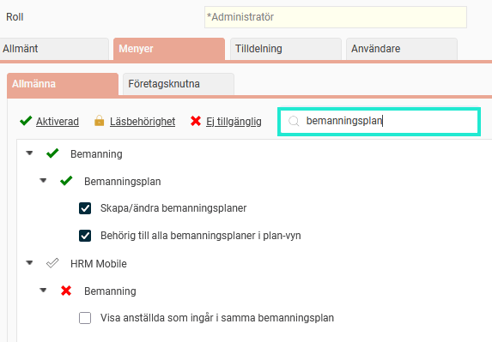 Roll *Administratör
Allmänt Menyer Tilldelning Användare
Allmänna Företagsknutna
Aktiverad Läsbehörighet Ej tillgänglig bemanningsplan
Bemanning
Bemanningsplan
Skapa/ändra bemanningsplaner
Behörig till alla bemanningsplaner i plan-vyn
HRM Mobile
Bemanning
Visa anställda som ingår i samma bemanningsplan